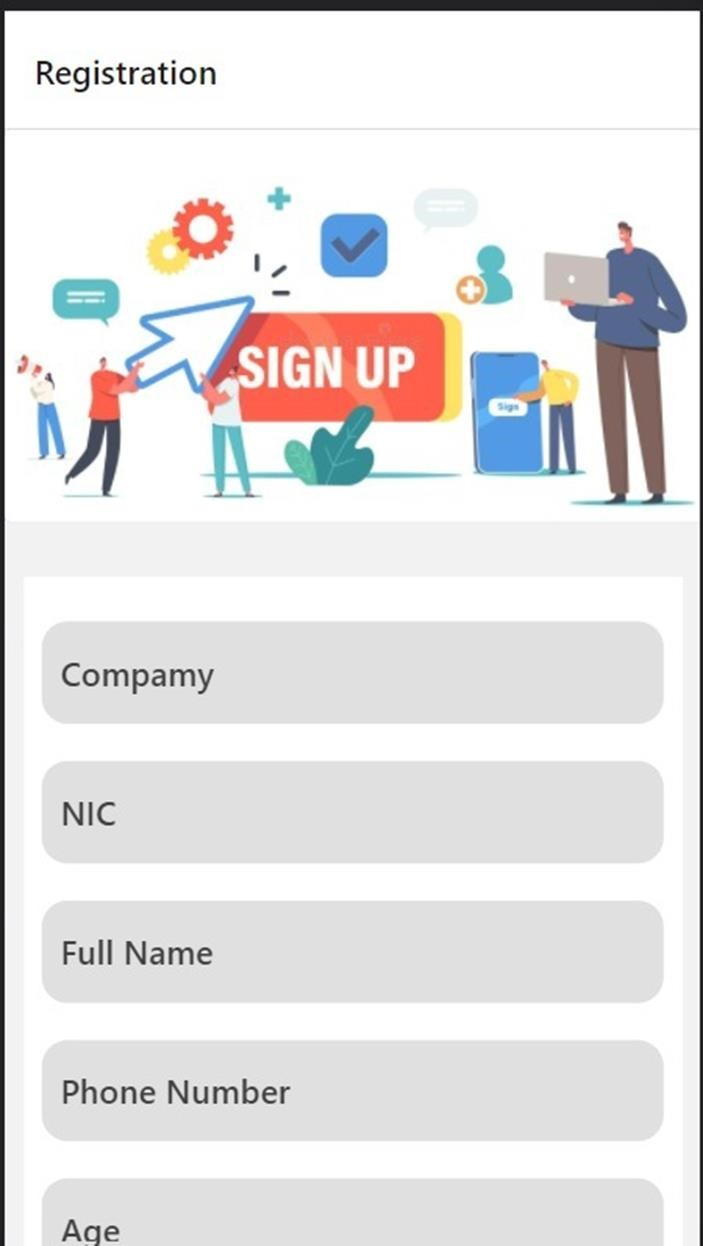 Registration
SIGN UP
Sign
Compamy
NIC
Full Name
Phone Number
Age